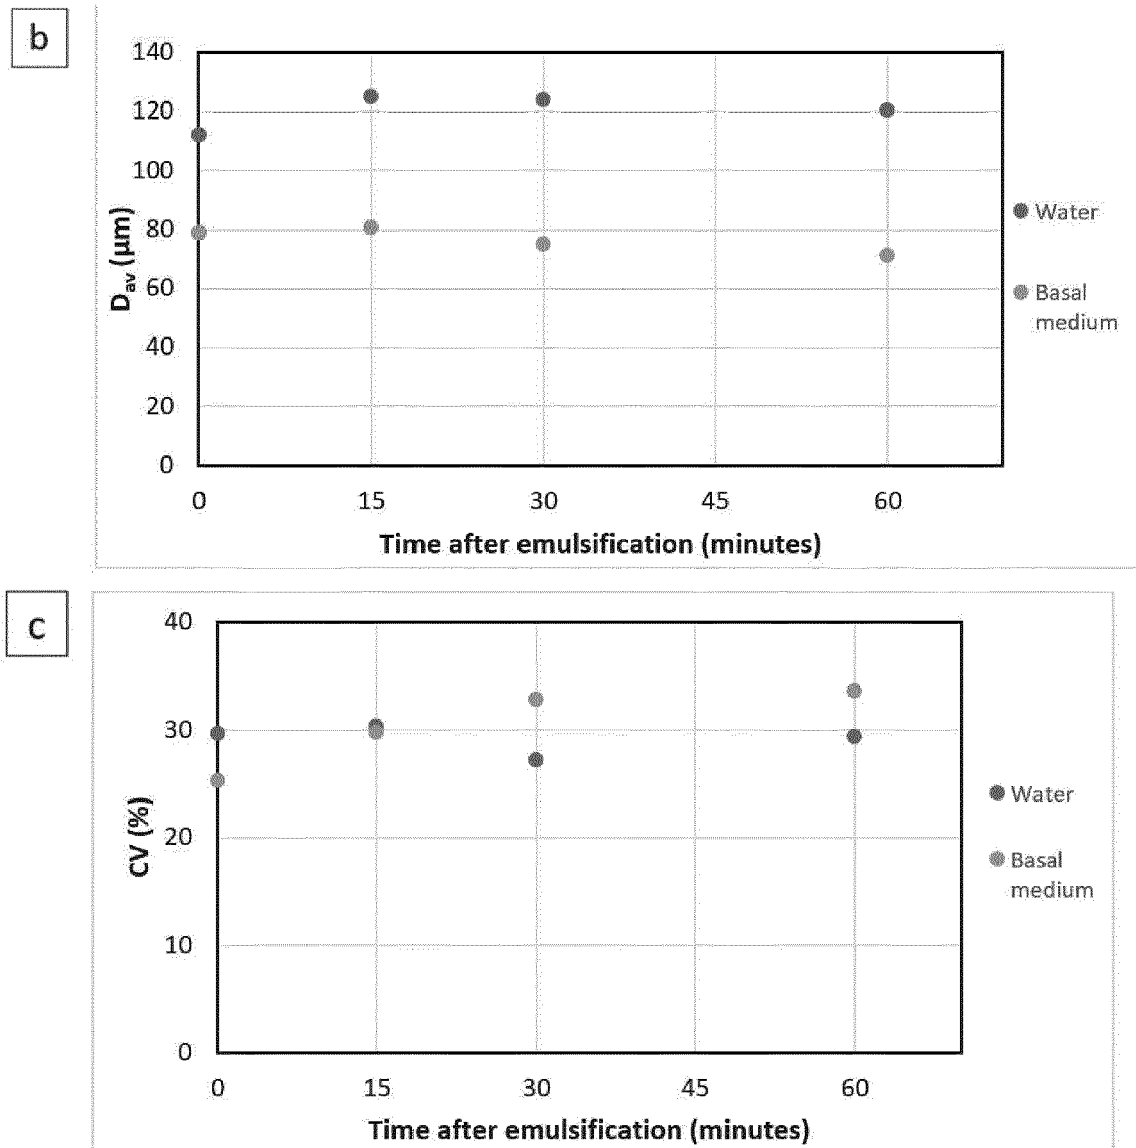 b
140
120
100
80
60
40
20
0
D_av (µm)
0 15 30 45 60
Time after emulsification (minutes)
Water
Basal
medium
c
40
30
20
10
0
CV (%)
0 15 30 45 60
Time after emulsification (minutes)
Water
Basal
medium